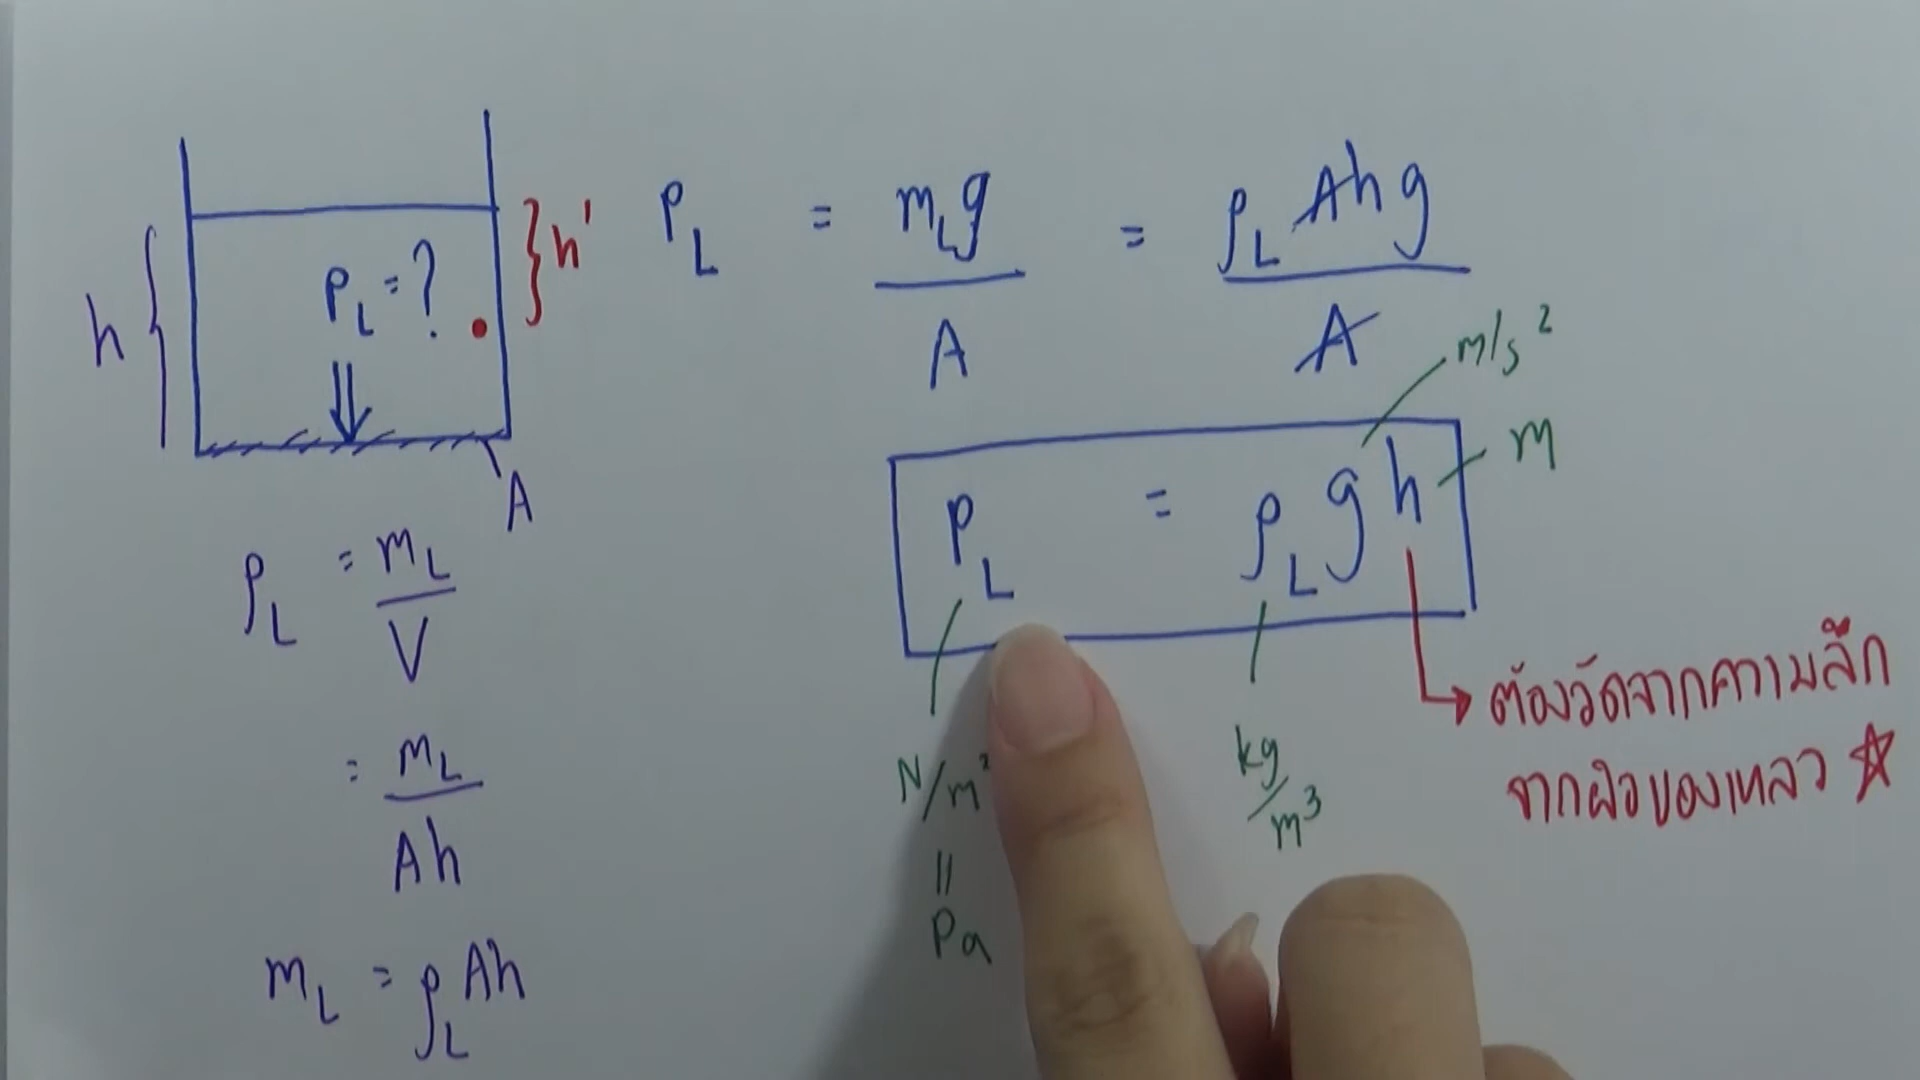 h
P_L = ?
h'
A
ρ_L = m_L / V
= m_L / Ah
m_L = ρ_L Ah
P_L = m_L g / A = ρ_L Ahg / A
m/s²
m
P_L = ρ_L g h
N/m²
=
Pa
kg/m³
ต้องวัดจากความลึก
จากผิวของเหลว ☆